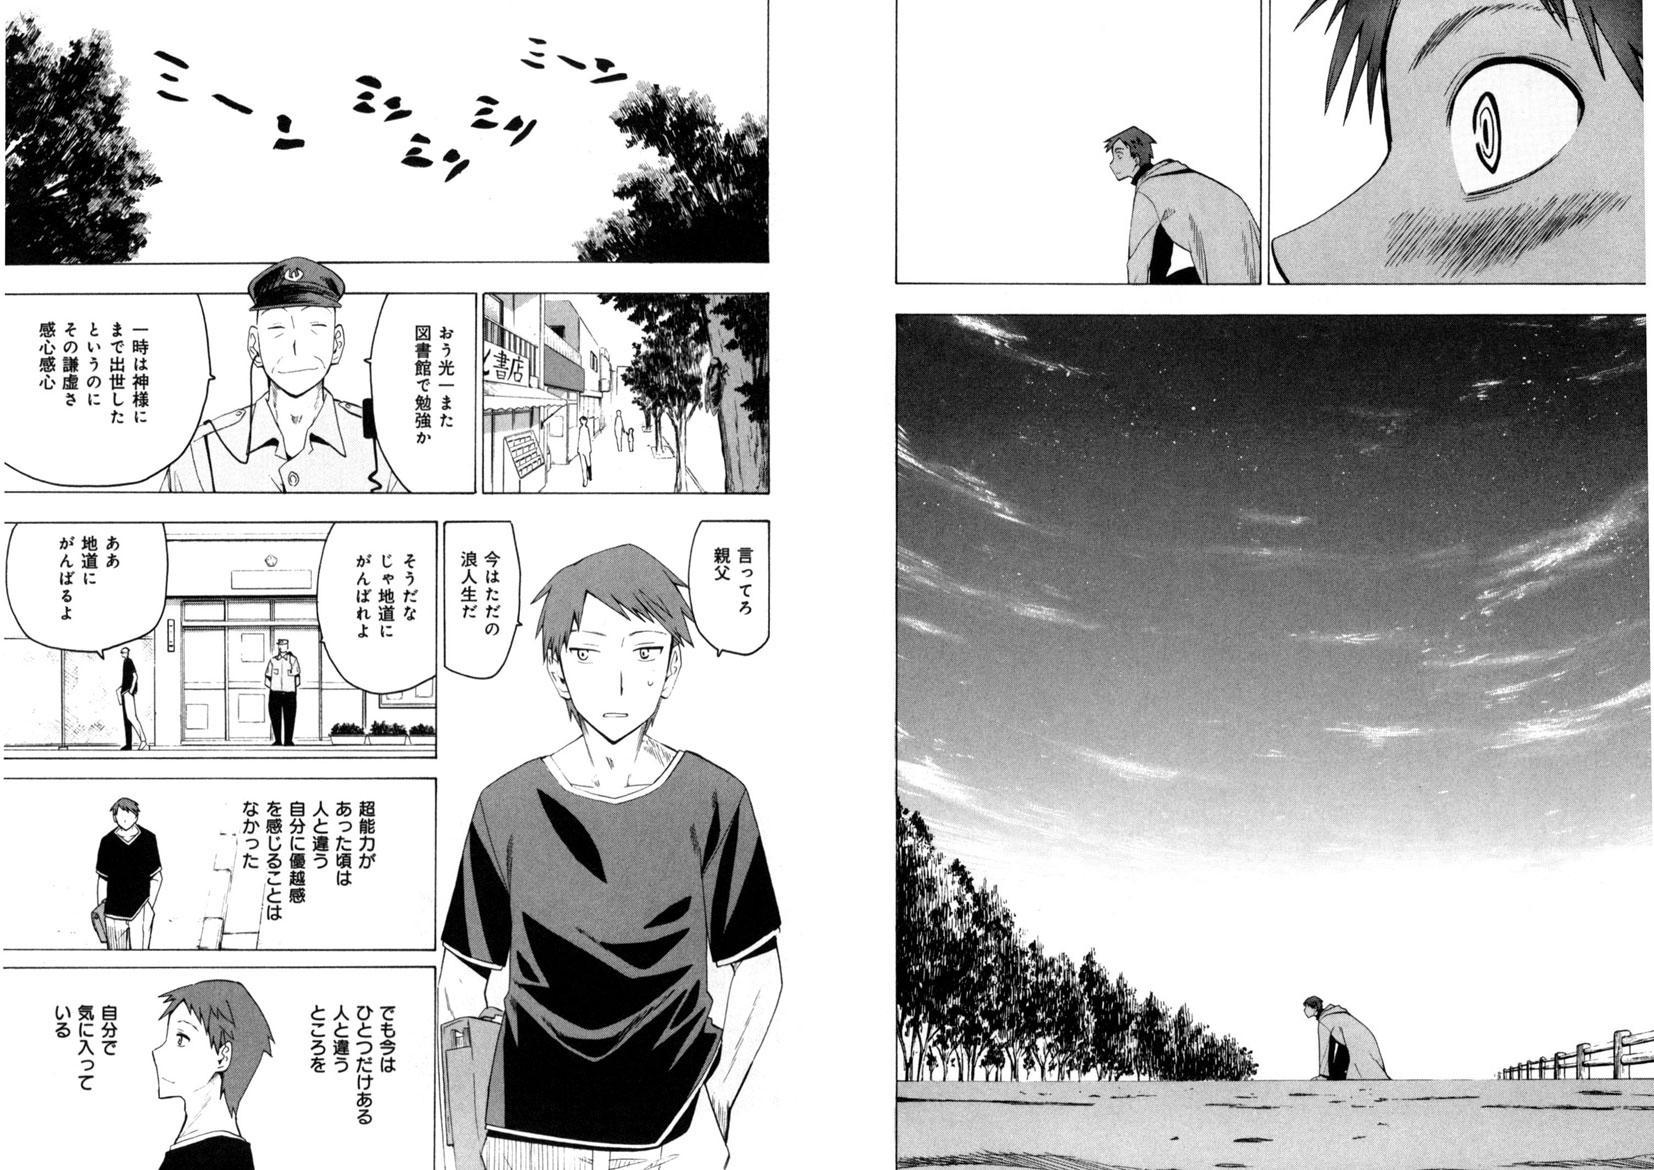 ミーン
ミンミンミン
ミーン
書店
おう光一また
図書館で勉強か
一時は神様に
まで出世した
というのに
その謙虚さ
感心感心
言ってろ
親父
今はただの
浪人生だ
そうだな
じゃ地道に
がんばれよ
ああ
地道に
がんばるよ
超能力が
あった頃は
人と違う
自分に優越感
を感じることは
なかった
でも今は
ひとつだけある
人と違う
ところを
自分で
気に入って
いる